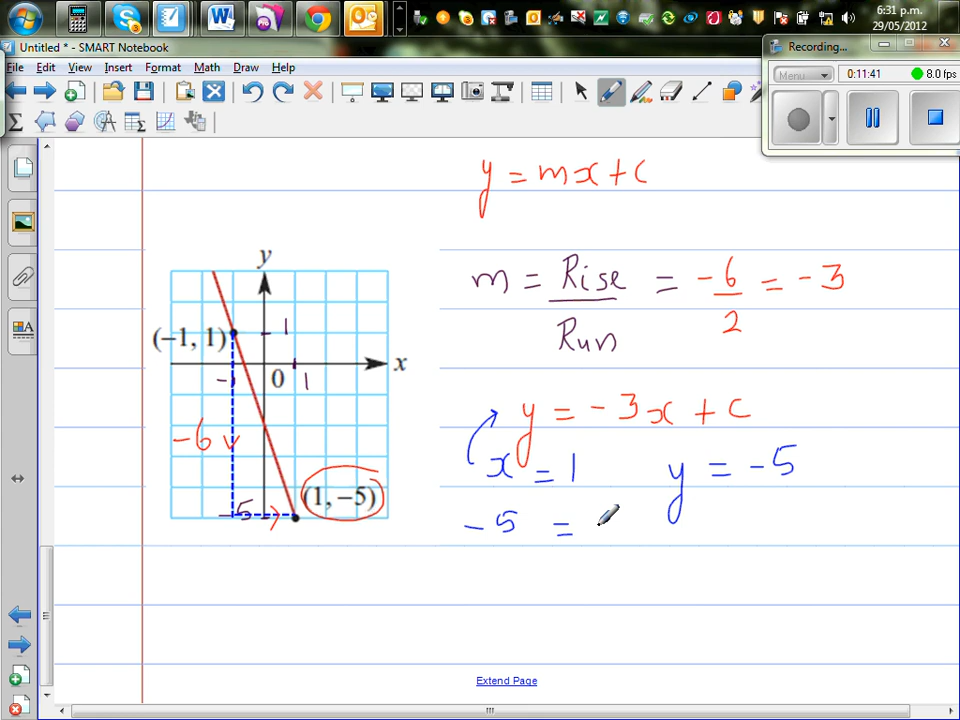 6:31 p.m.
29/05/2012
Untitled * - SMART Notebook
Recording...
File Edit View Insert Format Math Draw Help
Menu
0:11:41
8.0 fps
y = mx + c
m = Rise / Run = -6 / 2 = -3
y
(-1, 1)
1
x
-1 0 1
-6
(1, -5)
-5
y = -3x + c
x = 1 y = -5
-5 =
Extend Page